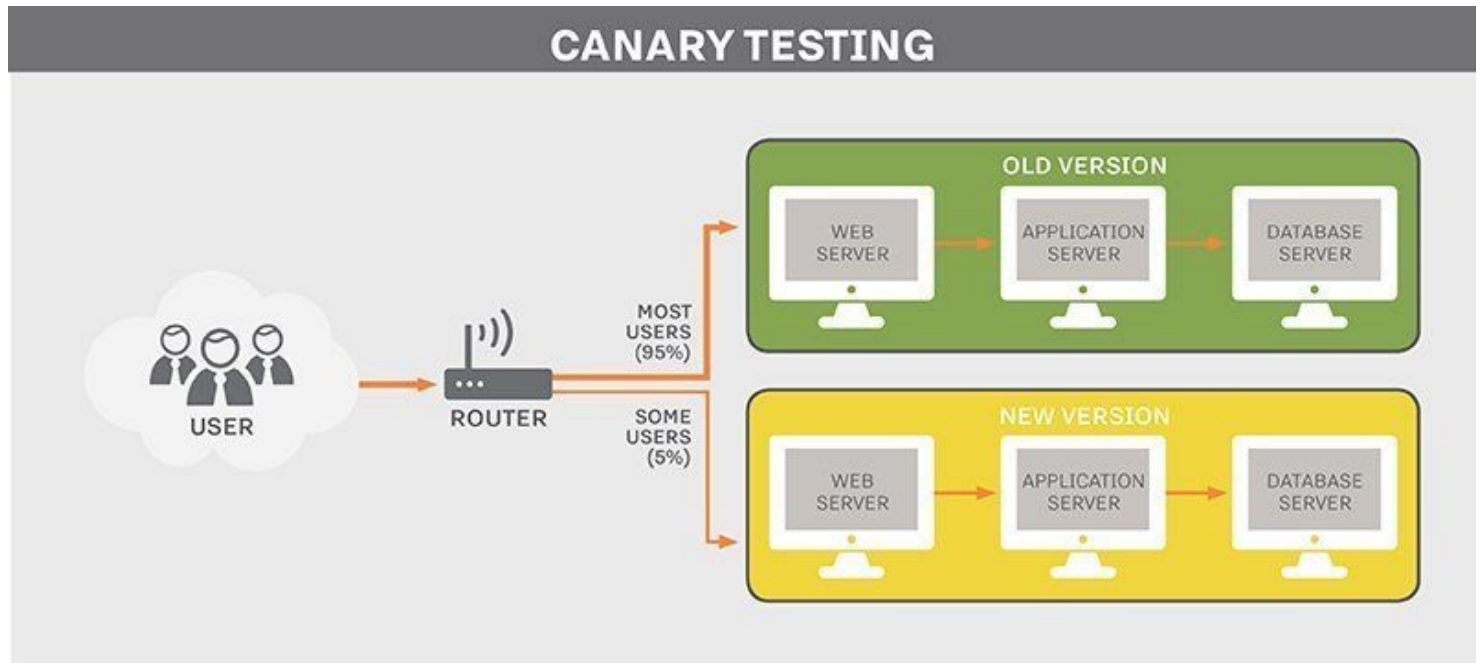 CANARY TESTING
USER
ROUTER
MOST
USERS
(95%)
SOME
USERS
(5%)
OLD VERSION
WEB
SERVER
APPLICATION
SERVER
DATABASE
SERVER
NEW VERSION
WEB
SERVER
APPLICATION
SERVER
DATABASE
SERVER